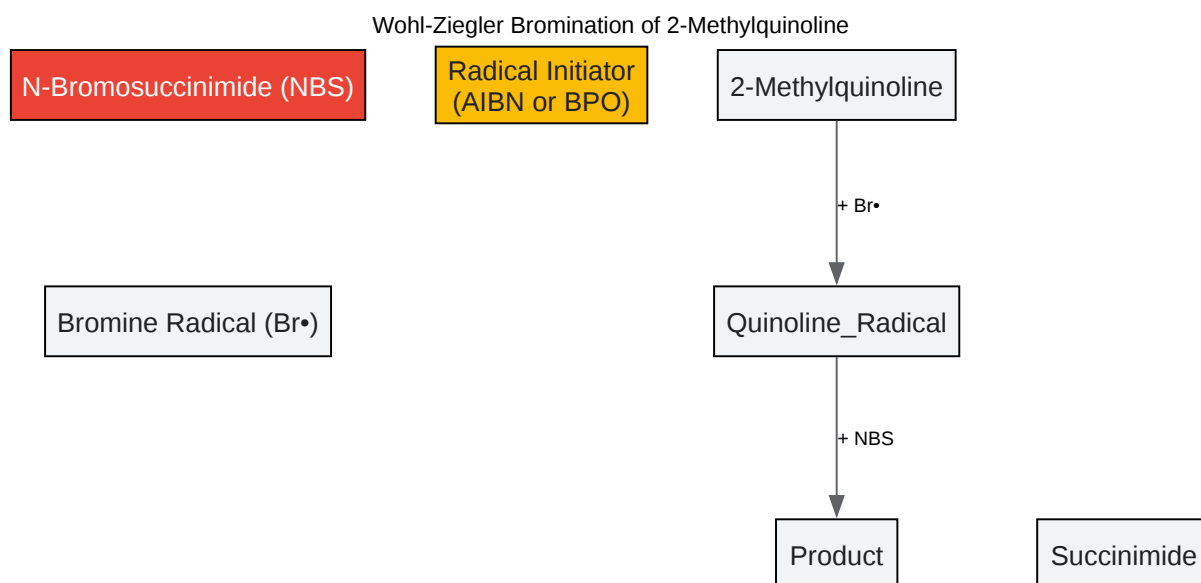 Wohl-Ziegler Bromination of 2-Methylquinoline
N-Bromosuccinimide (NBS)
Radical Initiator
(AIBN or BPO)
2-Methylquinoline
+ Br•
Bromine Radical (Br•)
Quinoline_Radical
+ NBS
Product
Succinimide